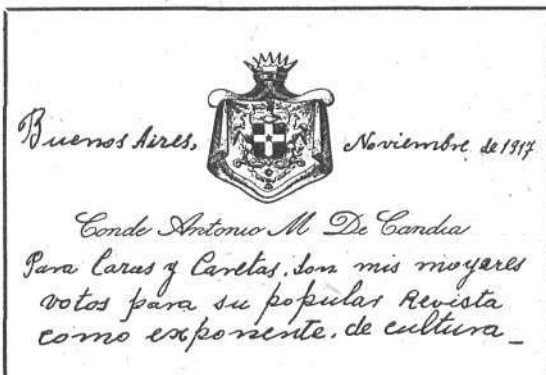 Buenos Aires, Noviembre de 1917
Conde Antonio M De Candia
Para Caras y Caretas, son mis mayores
votos para su popular Revista
como exponente de cultura_